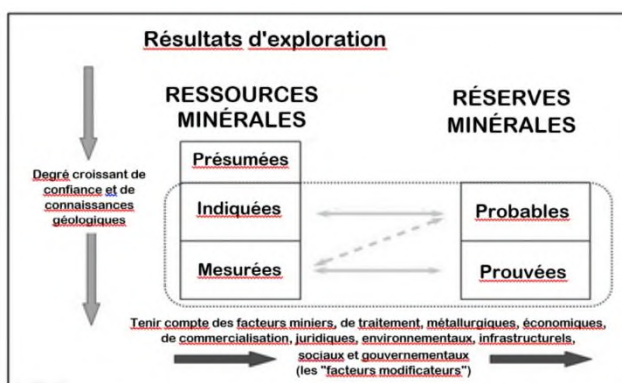 Résultats d'exploration
RESSOURCES
MINÉRALES
RÉSERVES
MINÉRALES
Présumées
Degré croissant de
confiance et de
connaissances
géologiques
Indiquées
Probables
Mesurées
Prouvées
Tenir compte des facteurs miniers, de traitement, métallurgiques, économiques,
de commercialisation, juridiques, environnementaux, infrastructurels,
sociaux et gouvernementaux
(les "facteurs modificateurs")